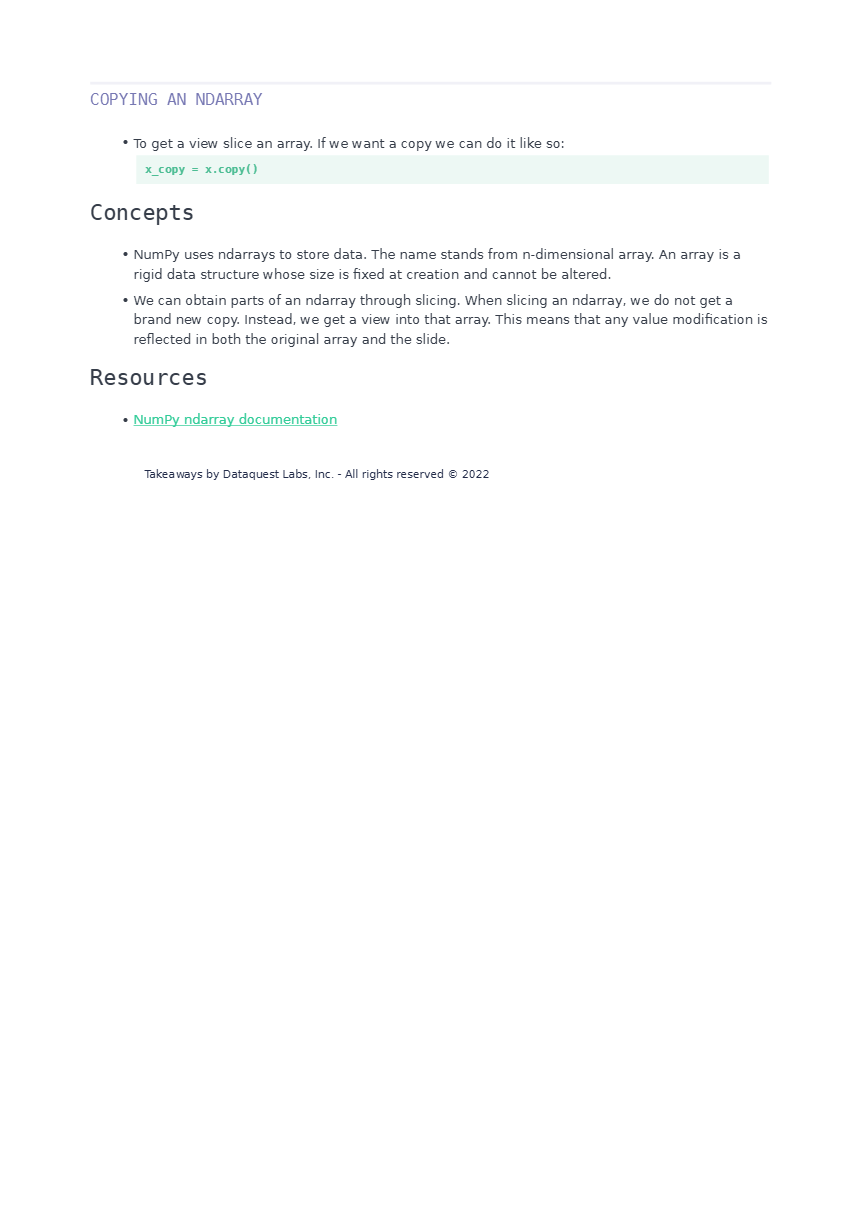 COPYING AN NDARRAY
• To get a view slice an array. If we want a copy we can do it like so:
x_copy = x.copy()
Concepts
• NumPy uses ndarrays to store data. The name stands from n-dimensional array. An array is a
rigid data structure whose size is fixed at creation and cannot be altered.
• We can obtain parts of an ndarray through slicing. When slicing an ndarray, we do not get a
brand new copy. Instead, we get a view into that array. This means that any value modification is
reflected in both the original array and the slide.
Resources
• NumPy ndarray documentation
Takeaways by Dataquest Labs, Inc. - All rights reserved © 2022